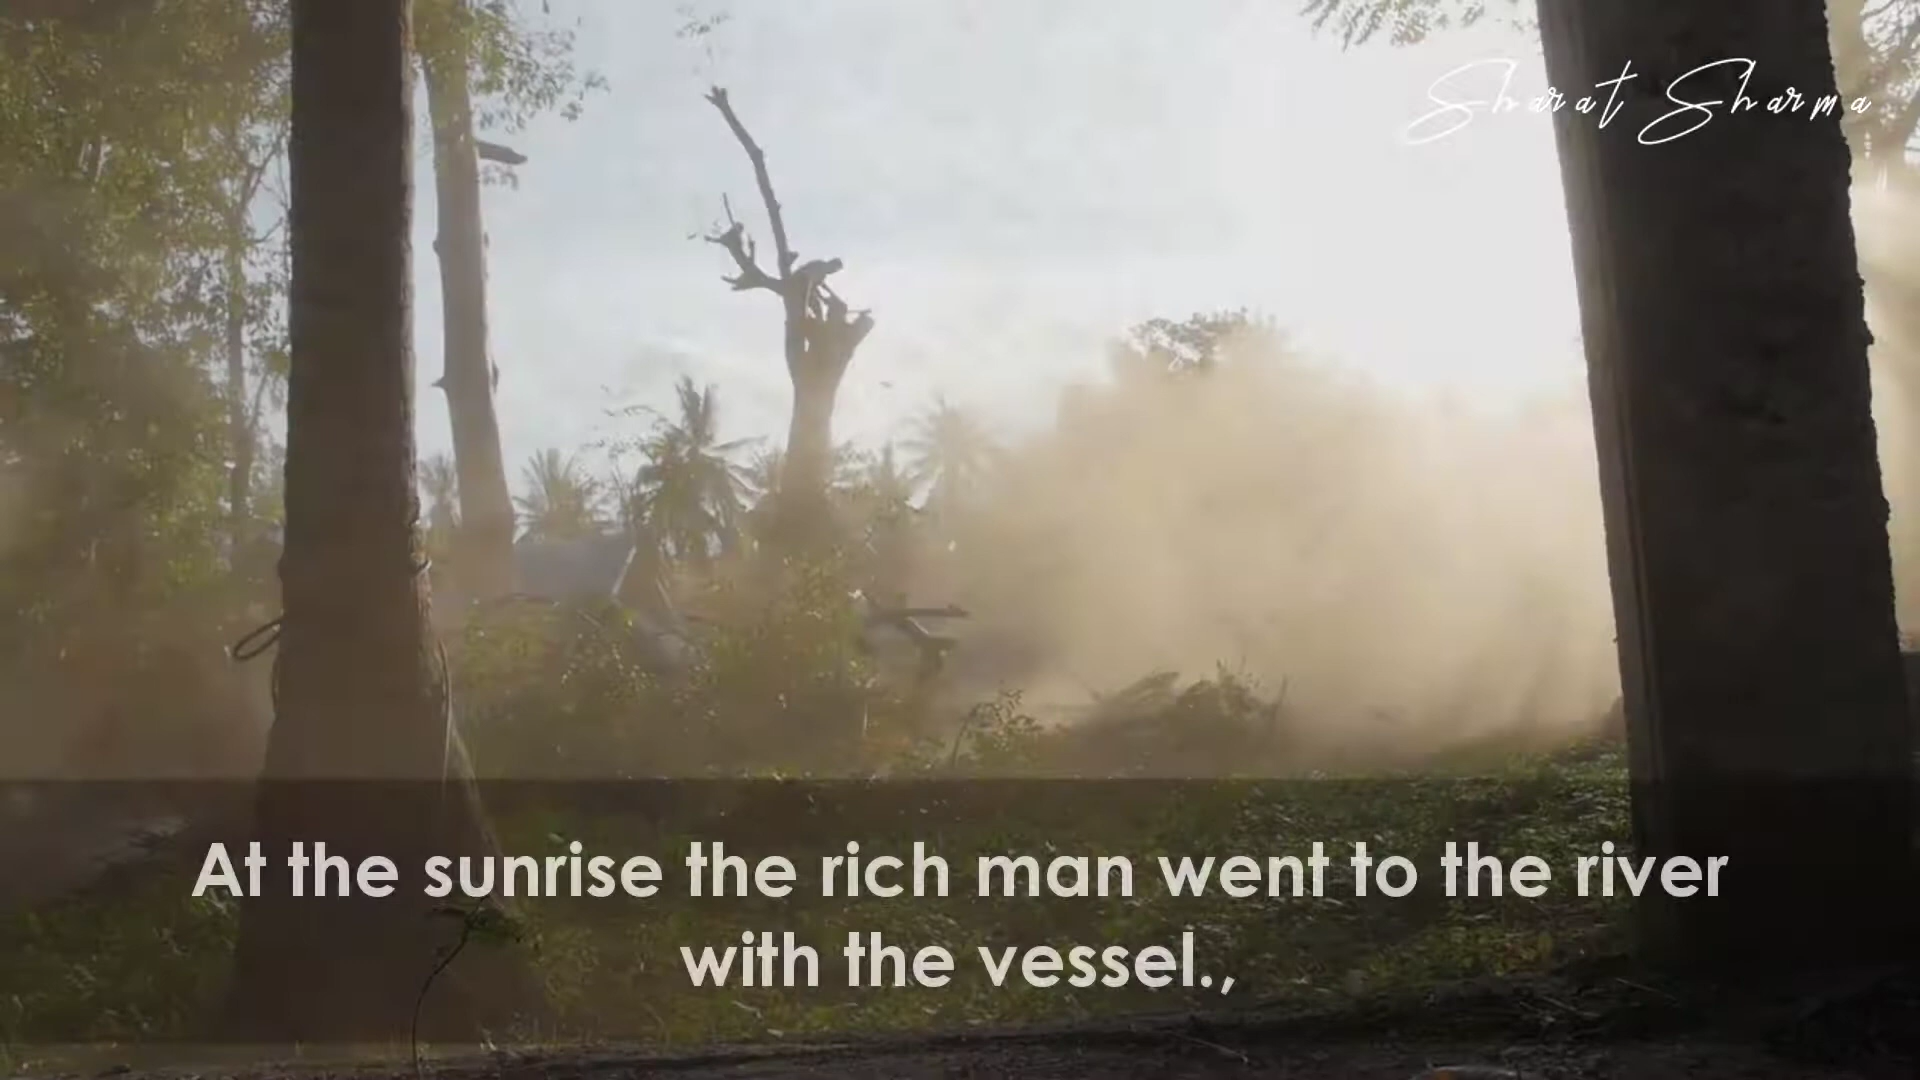 Sharat Sharma
At the sunrise the rich man went to the river
with the vessel.,